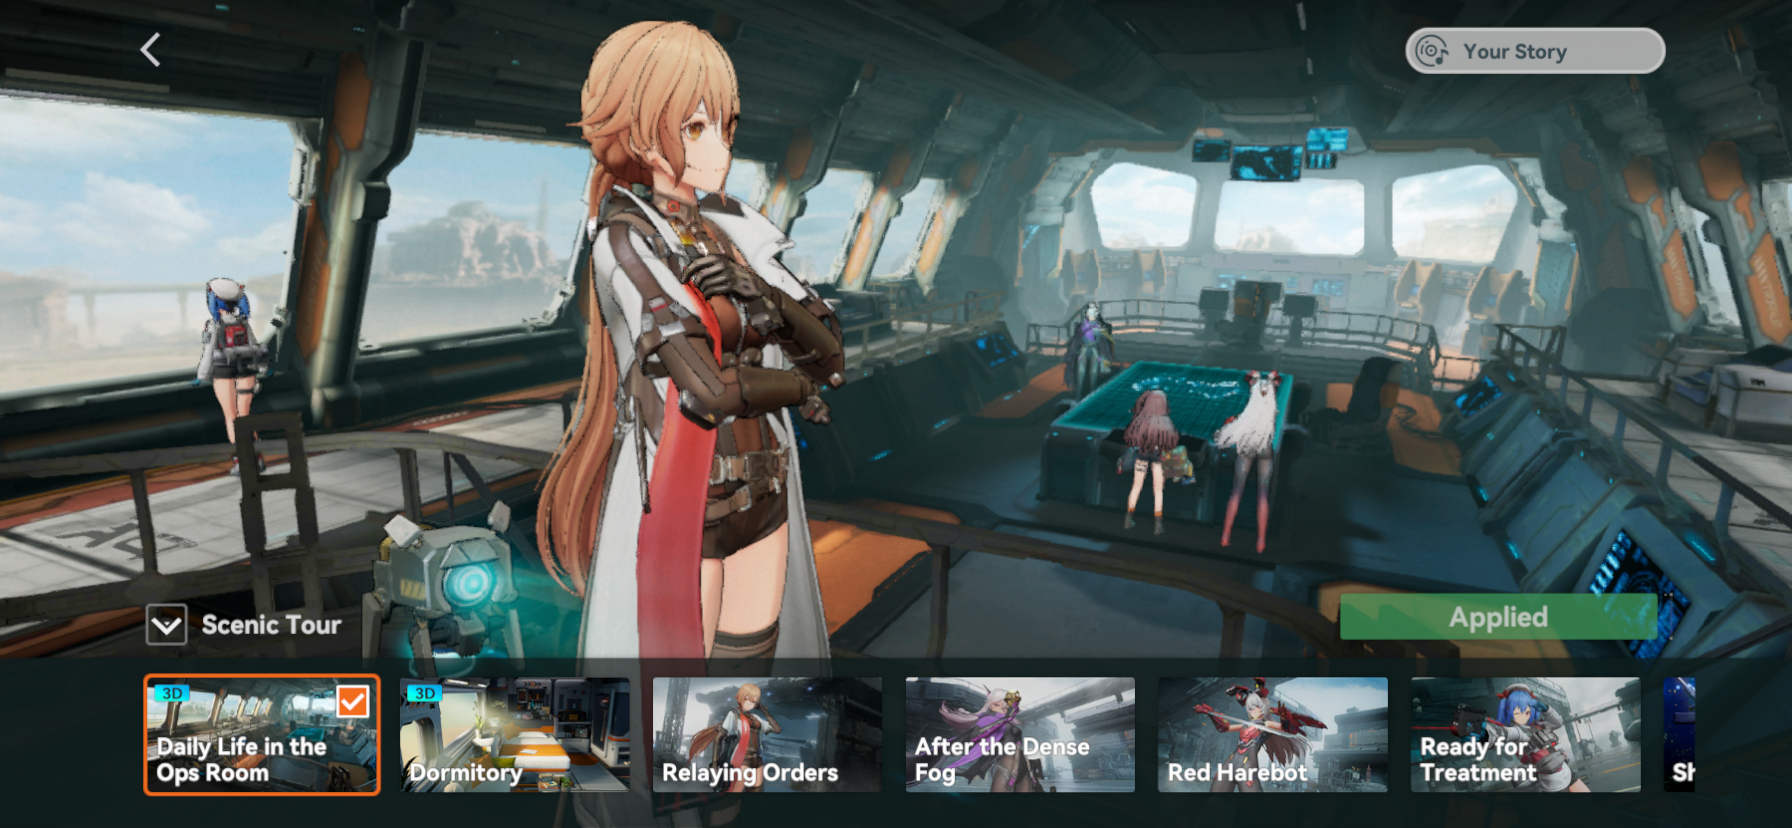 Your Story
Scenic Tour
Applied
3D
Daily Life in the
Ops Room
3D
Dormitory
Relaying Orders
After the Dense
Fog
Red Harebot
Ready for
Treatment